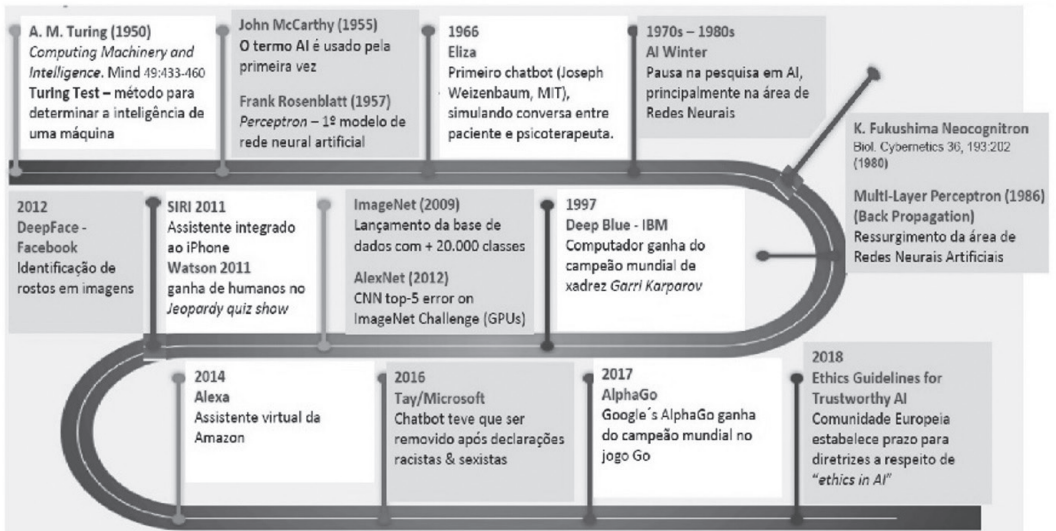 A. M. Turing (1950)
Computing Machinery and
Intelligence. Mind 49:433-460
Turing Test – método para
determinar a inteligência de
uma máquina
John McCarthy (1955)
O termo AI é usado pela
primeira vez
Frank Rosenblatt (1957)
Perceptron – 1º modelo de
rede neural artificial
1966
Eliza
Primeiro chatbot (Joseph
Weizenbaum, MIT),
simulando conversa entre
paciente e psicoterapeuta.
1970s – 1980s
AI Winter
Pausa na pesquisa em AI,
principalmente na área de
Redes Neurais
K. Fukushima Neocognitron
Biol. Cybernetics 36, 193:202
(1980)
Multi-Layer Perceptron (1986)
(Back Propagation)
Ressurgimento da área de
Redes Neurais Artificiais
1997
Deep Blue - IBM
Computador ganha do
campeão mundial de
xadrez Garri Karparov
ImageNet (2009)
Lançamento da base de
dados com + 20.000 classes
AlexNet (2012)
CNN top-5 error on
ImageNet Challenge (GPUs)
SIRI 2011
Assistente integrado
ao iPhone
Watson 2011
ganha de humanos no
Jeopardy quiz show
2012
DeepFace -
Facebook
Identificação de
rostos em imagens
2014
Alexa
Assistente virtual da
Amazon
2016
Tay/Microsoft
Chatbot teve que ser
removido após declarações
racistas & sexistas
2017
AlphaGo
Google´s AlphaGo ganha
do campeão mundial no
jogo Go
2018
Ethics Guidelines for
Trustworthy AI
Comunidade Europeia
estabelece prazo para
diretrizes a respeito de
“ethics in AI”